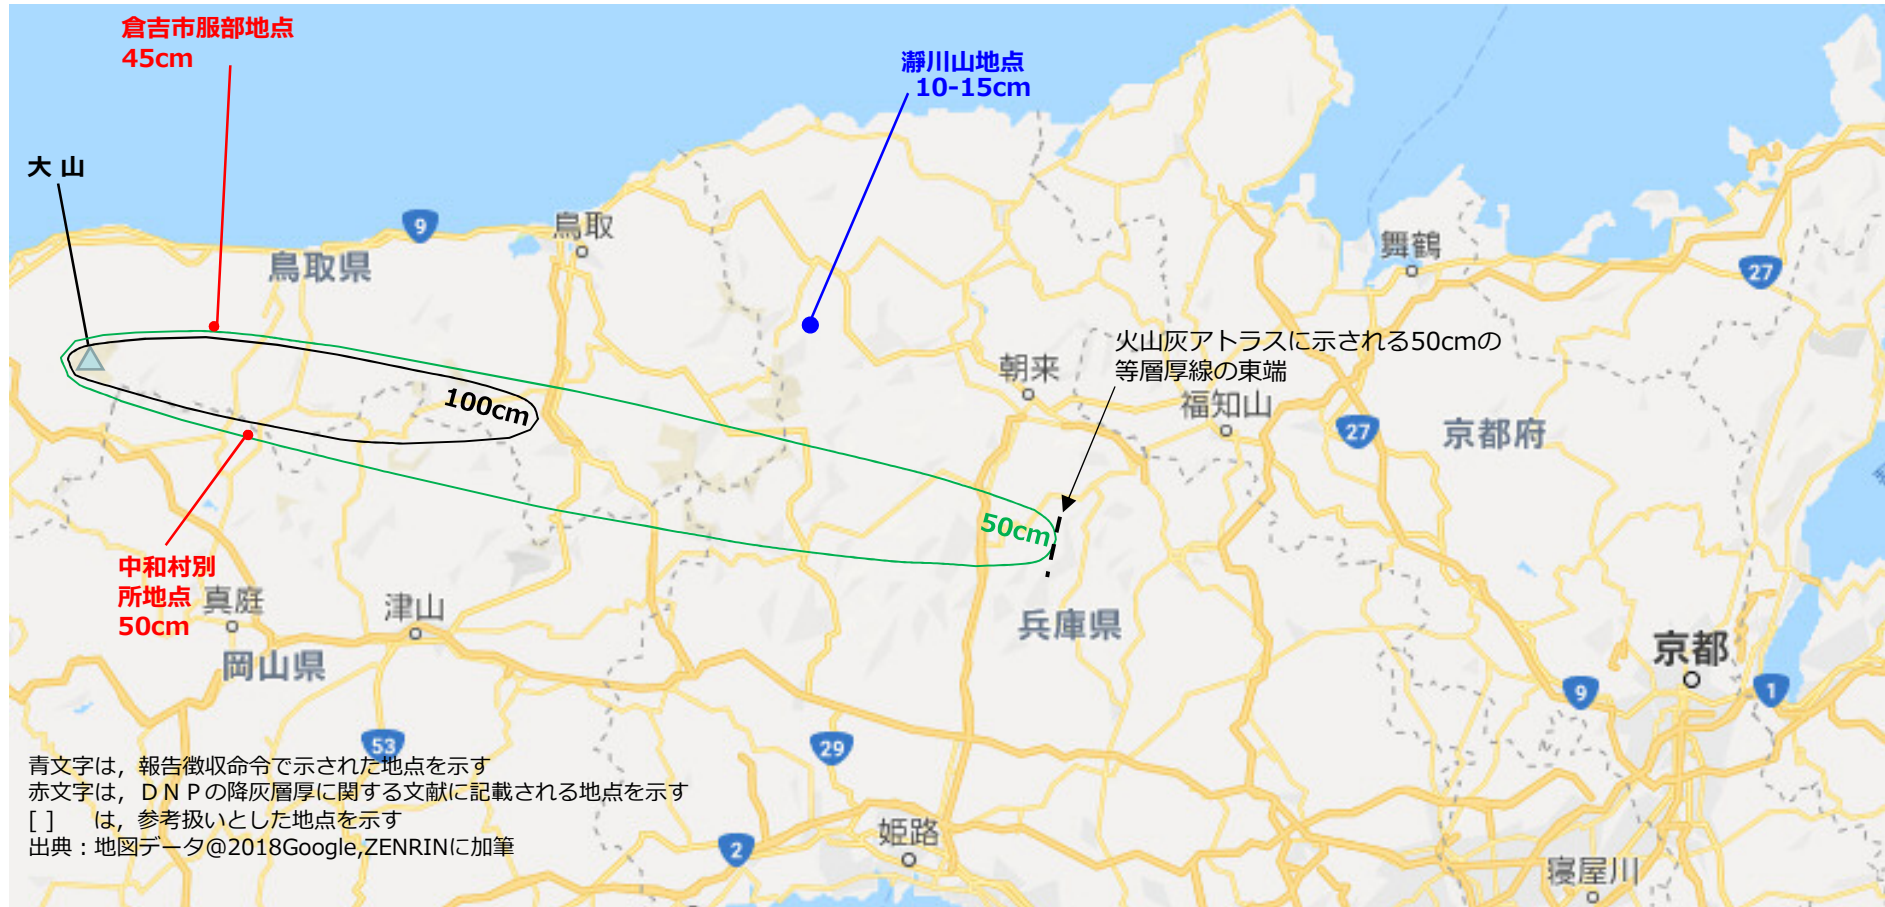 倉吉市服部地点
45cm
瀞川山地点
10-15cm
大 山
9
鳥取
鳥取県
舞鶴
27
火山灰アトラスに示される50cmの
等層厚線の東端
朝来
100cm
福知山
27
京都府
50cm
中和村別
所地点
50cm
真庭
津山
兵庫県
京都
岡山県
9
1
53
29
青文字は，報告徴収命令で示された地点を示す
赤文字は，ＤＮＰの降灰層厚に関する文献に記載される地点を示す
[ ]　は，参考扱いとした地点を示す
出典：地図データ@2018Google,ZENRINに加筆
2
姫路
寝屋川